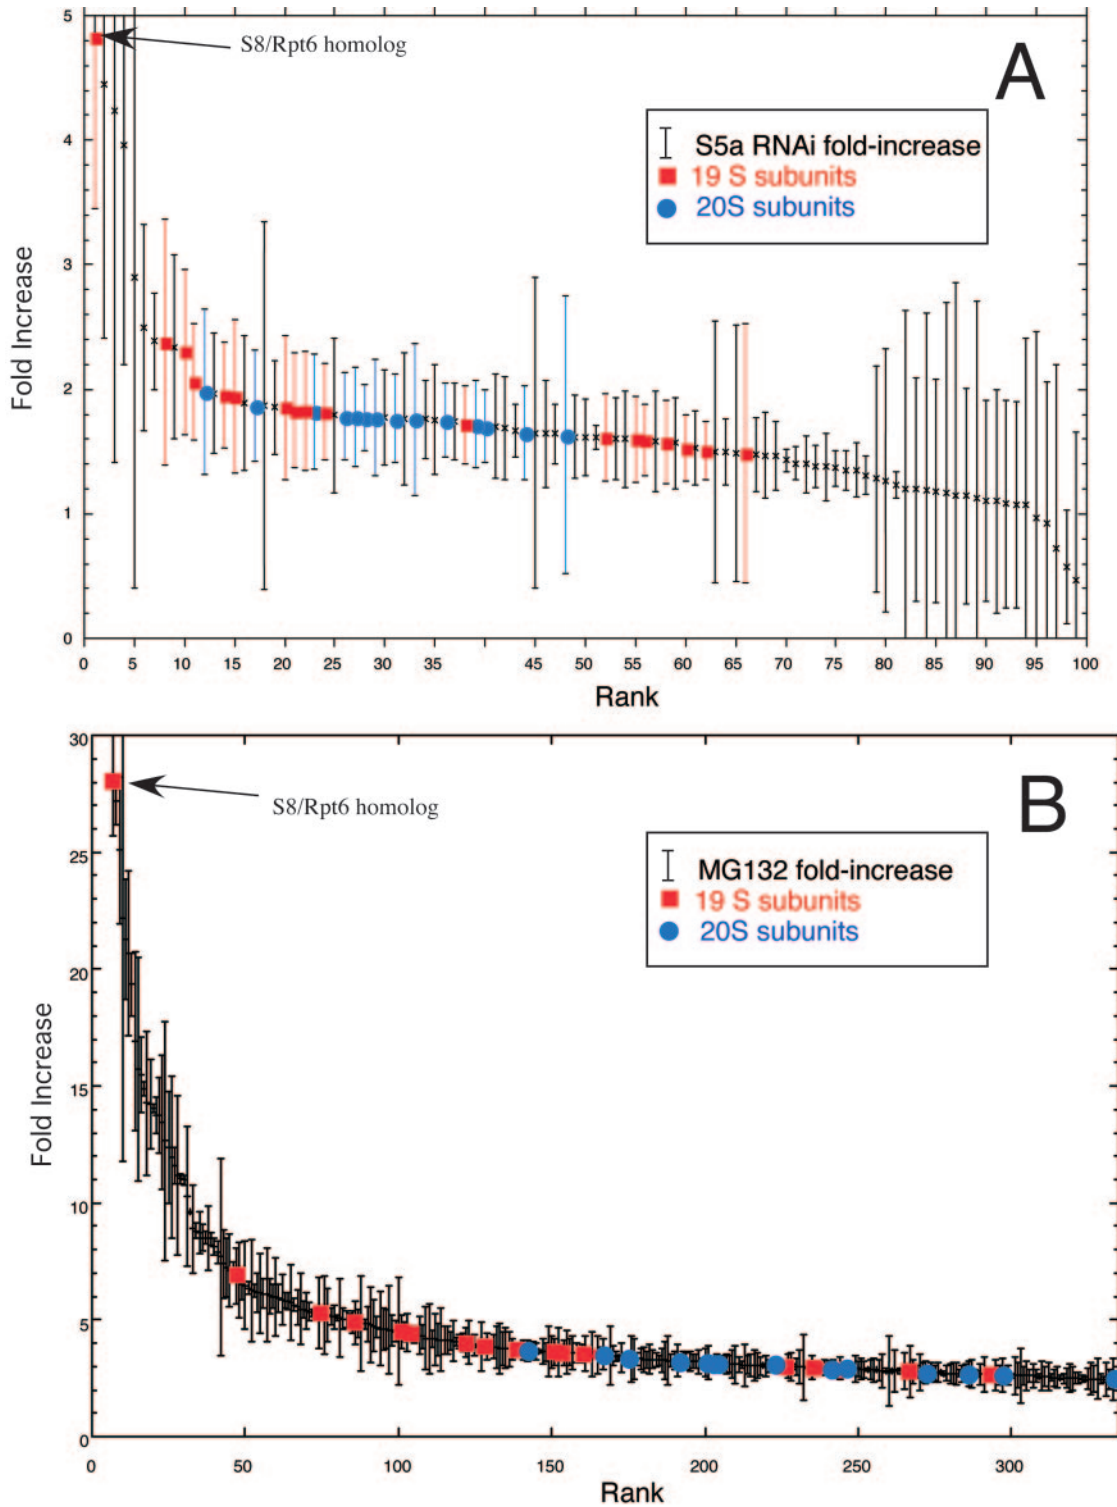 A
S8/Rpt6 homolog
S5a RNAi fold-increase
19 S subunits
20S subunits
Fold Increase
5
4
3
2
1
0
0 5 10 15 20 25 30 35 45 50 55 60 65 70 75 80 85 90 95 100
Rank
B
S8/Rpt6 homolog
MG132 fold-increase
19 S subunits
20S subunits
Fold Increase
30
25
20
15
10
5
0
0 50 100 150 200 250 300
Rank